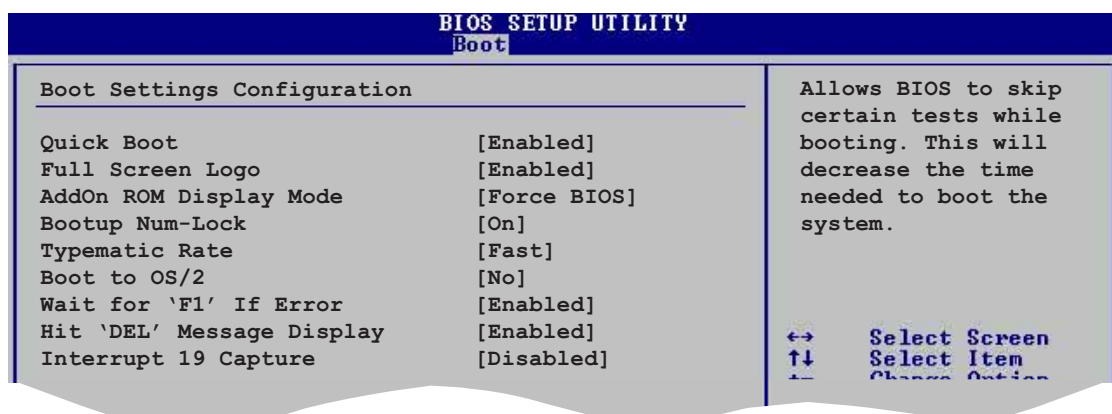 BIOS SETUP UTILITY
Boot
Boot Settings Configuration
Quick Boot [Enabled]
Full Screen Logo [Enabled]
AddOn ROM Display Mode [Force BIOS]
Bootup Num-Lock [On]
Typematic Rate [Fast]
Boot to OS/2 [No]
Wait for ‘F1’ If Error [Enabled]
Hit ‘DEL’ Message Display [Enabled]
Interrupt 19 Capture [Disabled]
Allows BIOS to skip
certain tests while
booting. This will
decrease the time
needed to boot the
system.
↔ Select Screen
↑↓ Select Item
+- Change Option